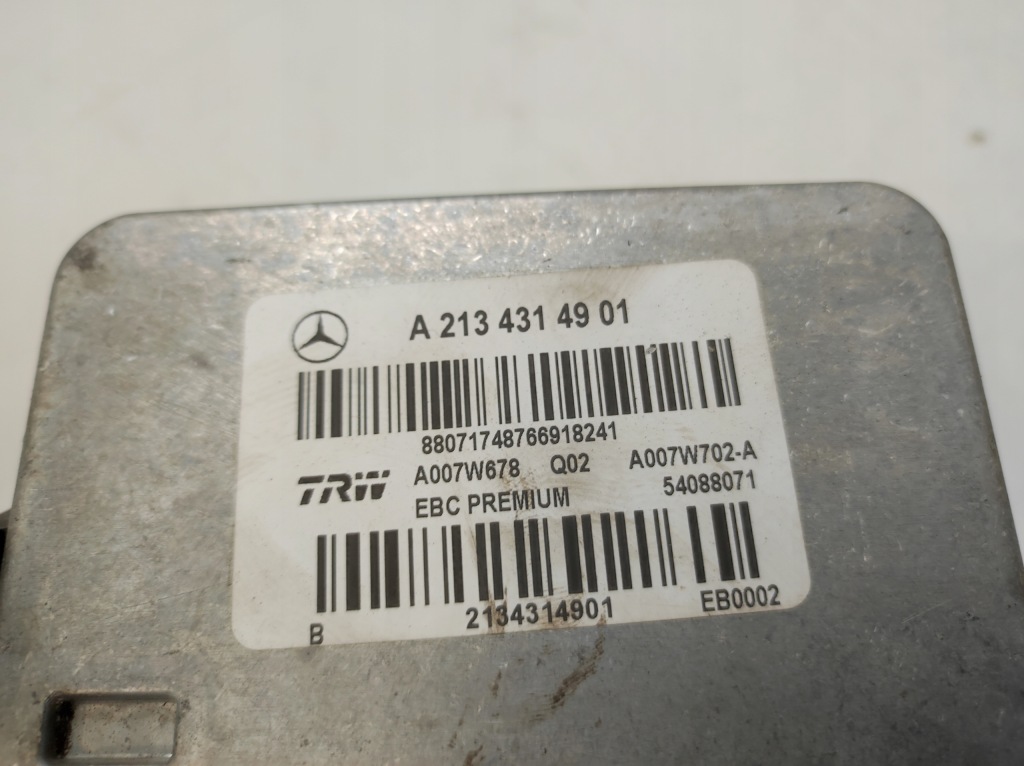 A 213 431 49 01
88071748766918241
TRW A007W678 Q02 A007W702-A
EBC PREMIUM 54088071
2134314901 EB0002
B